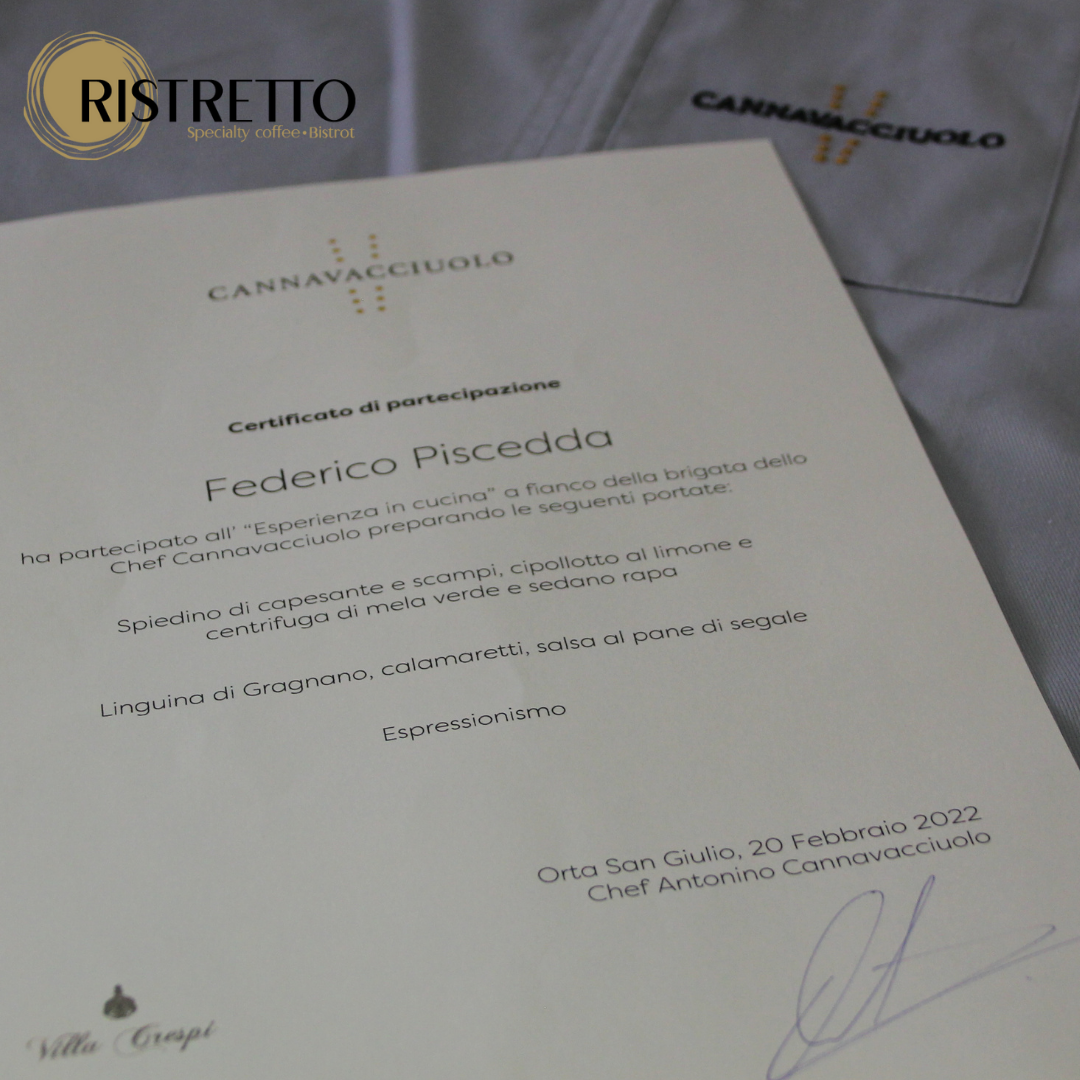 RISTRETTO
Specialty coffee•Bistrot
CANNAVACCIUOLO
CANNAVACCIUOLO
Certificato di partecipazione
Federico Piscedda
ha partecipato all' “Esperienza in cucina” a fianco della brigata dello
Chef Cannavacciuolo preparando le seguenti portate:
Spiedino di capesante e scampi, cipollotto al limone e
centrifuga di mela verde e sedano rapa
Linguina di Gragnano, calamaretti, salsa al pane di segale
Espressionismo
Orta San Giulio, 20 Febbraio 2022
Chef Antonino Cannavacciuolo
Villa Crespi